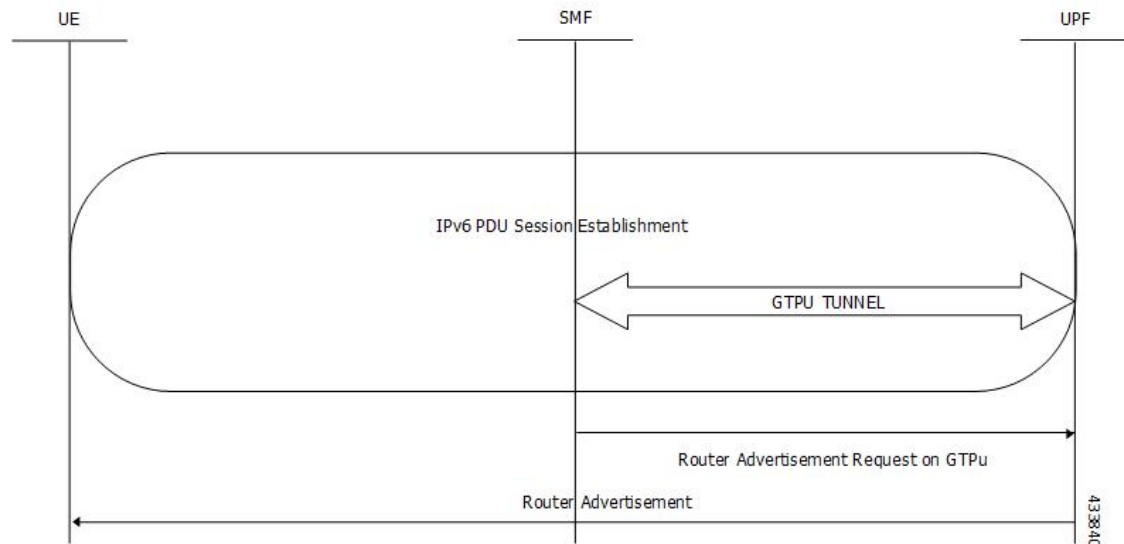 UE
SMF
UPF
IPv6 PDU Session Establishment
GTPU TUNNEL
Router Advertisement Request on GTPu
Router Advertisement
433840